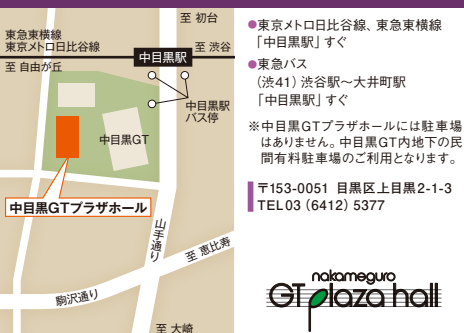 至 初台
東急東横線
東京メトロ日比谷線
中目黒駅
至 渋谷
至 自由が丘
中目黒駅
バス停
中目黒GT
中目黒GTプラザホール
山手通り
至 恵比寿
駒沢通り
至 大崎
●東京メトロ日比谷線、東急東横線
「中目黒駅」すぐ
●東急バス
(渋41) 渋谷駅〜大井町駅
「中目黒駅」すぐ
※中目黒GTプラザホールには駐車場
はありません。中目黒GT内地下の民
間有料駐車場のご利用となります。
〒153-0051 目黒区上目黒2-1-3
TEL03 (6412) 5377
nakameguro
GT plaza hall